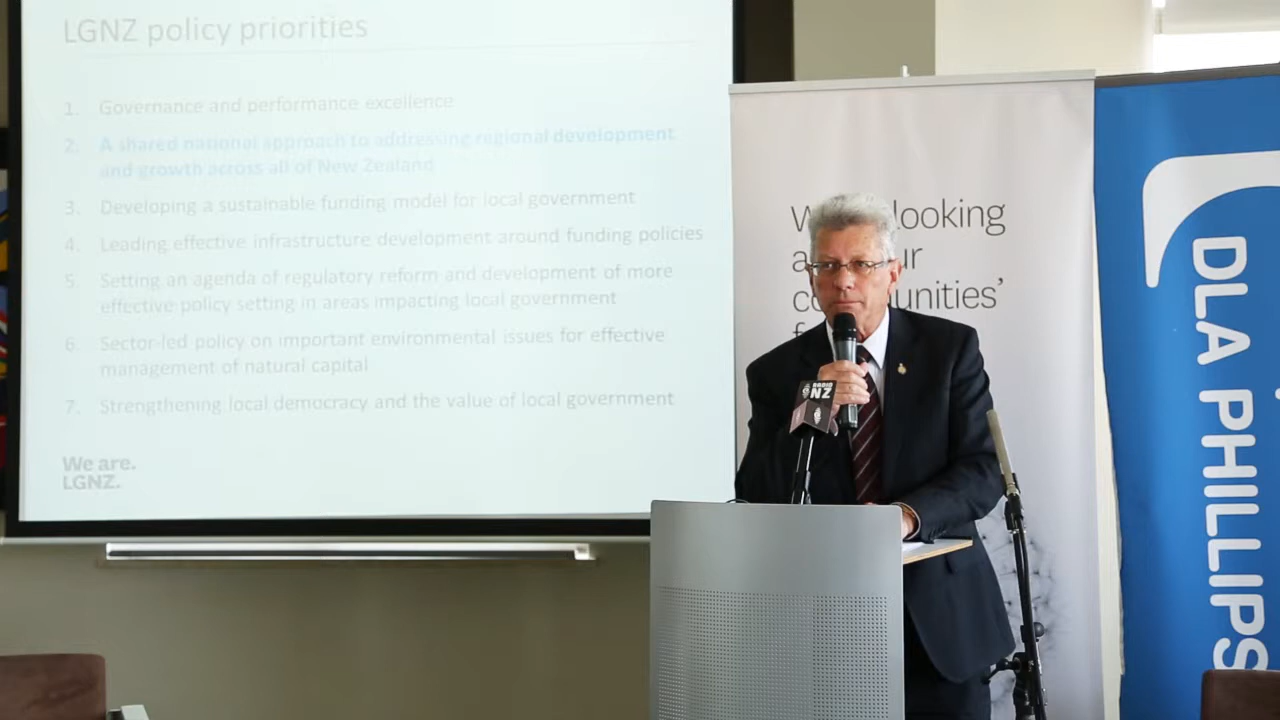 LGNZ policy priorities
1. Governance and performance excellence
2. A shared national approach to addressing regional development
and growth across all of New Zealand
3. Developing a sustainable funding model for local government
4. Leading effective infrastructure development around funding policies
5. Setting an agenda of regulatory reform and development of more
effective policy setting in areas impacting local government
6. Sector-led policy on important environmental issues for effective
management of natural capital
7. Strengthening local democracy and the value of local government
We are.
LGNZ.
looking
RADIO
NZ
DLA PHILLIPS